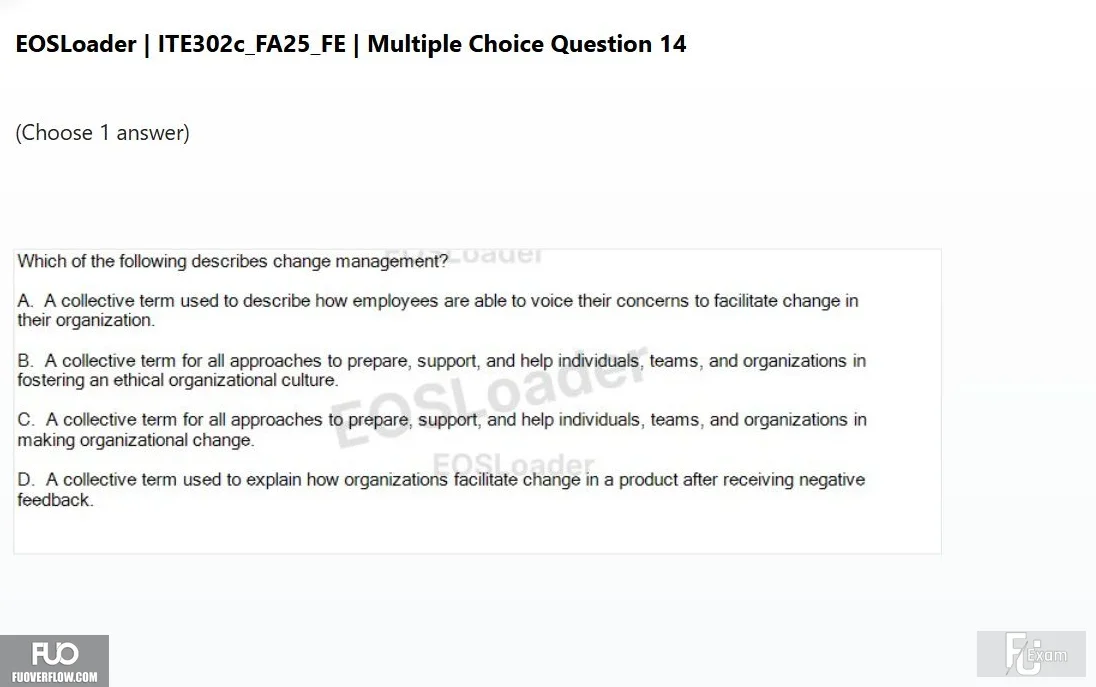 EOSLoader | ITE302c_FA25_FE | Multiple Choice Question 14
(Choose 1 answer)
EOSLoader
Which of the following describes change management?
A. A collective term used to describe how employees are able to voice their concerns to facilitate change in
their organization.
B. A collective term for all approaches to prepare, support, and help individuals, teams, and organizations in
fostering an ethical organizational culture.
EOSLoader
C. A collective term for all approaches to prepare, support, and help individuals, teams, and organizations in
making organizational change.
EOSLoader
D. A collective term used to explain how organizations facilitate change in a product after receiving negative
feedback.
FUO
FUOVERFLOW.COM
FU Exam